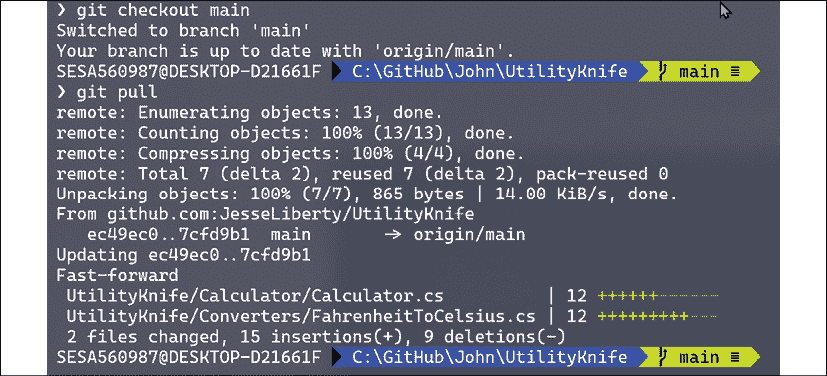 ❯ git checkout main
Switched to branch 'main'
Your branch is up to date with 'origin/main'.
SESA560987@DESKTOP-D21661F C:\GitHub\John\UtilityKnife main ≡
❯ git pull
remote: Enumerating objects: 13, done.
remote: Counting objects: 100% (13/13), done.
remote: Compressing objects: 100% (4/4), done.
remote: Total 7 (delta 2), reused 7 (delta 2), pack-reused 0
Unpacking objects: 100% (7/7), 865 bytes | 14.00 KiB/s, done.
From github.com:JesseLiberty/UtilityKnife
   ec49ec0..7cfd9b1  main       -> origin/main
Updating ec49ec0..7cfd9b1
Fast-forward
 UtilityKnife/Calculator/Calculator.cs            | 12 ++++++------
 UtilityKnife/Converters/FahrenheitToCelsius.cs | 12 +++++++++---
 2 files changed, 15 insertions(+), 9 deletions(-)
SESA560987@DESKTOP-D21661F C:\GitHub\John\UtilityKnife main ≡